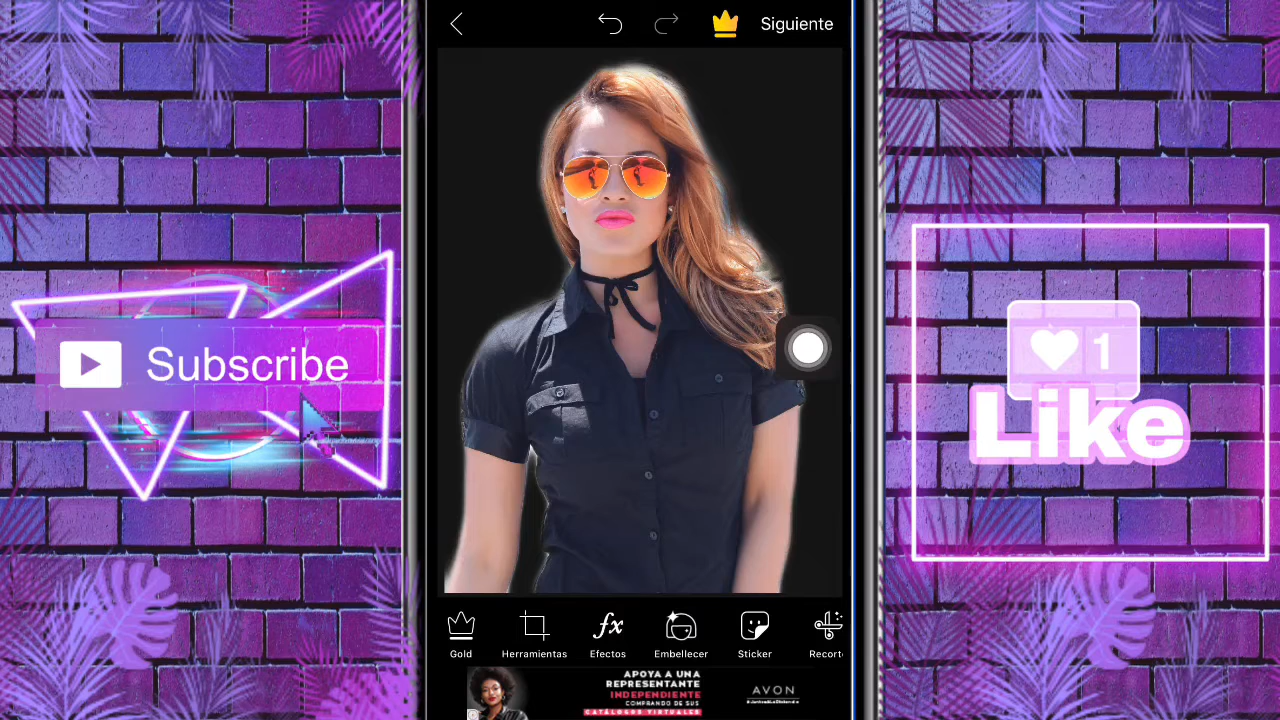 Siguiente
Subscribe
1
Like
Gold
Herramientas
Efectos
Embellecer
Sticker
Recort
APOYA A UNA
REPRESENTANTE
INDEPENDIENTE
COMPRANDO DE SUS
CATÁLOGOS VIRTUALES
AVON